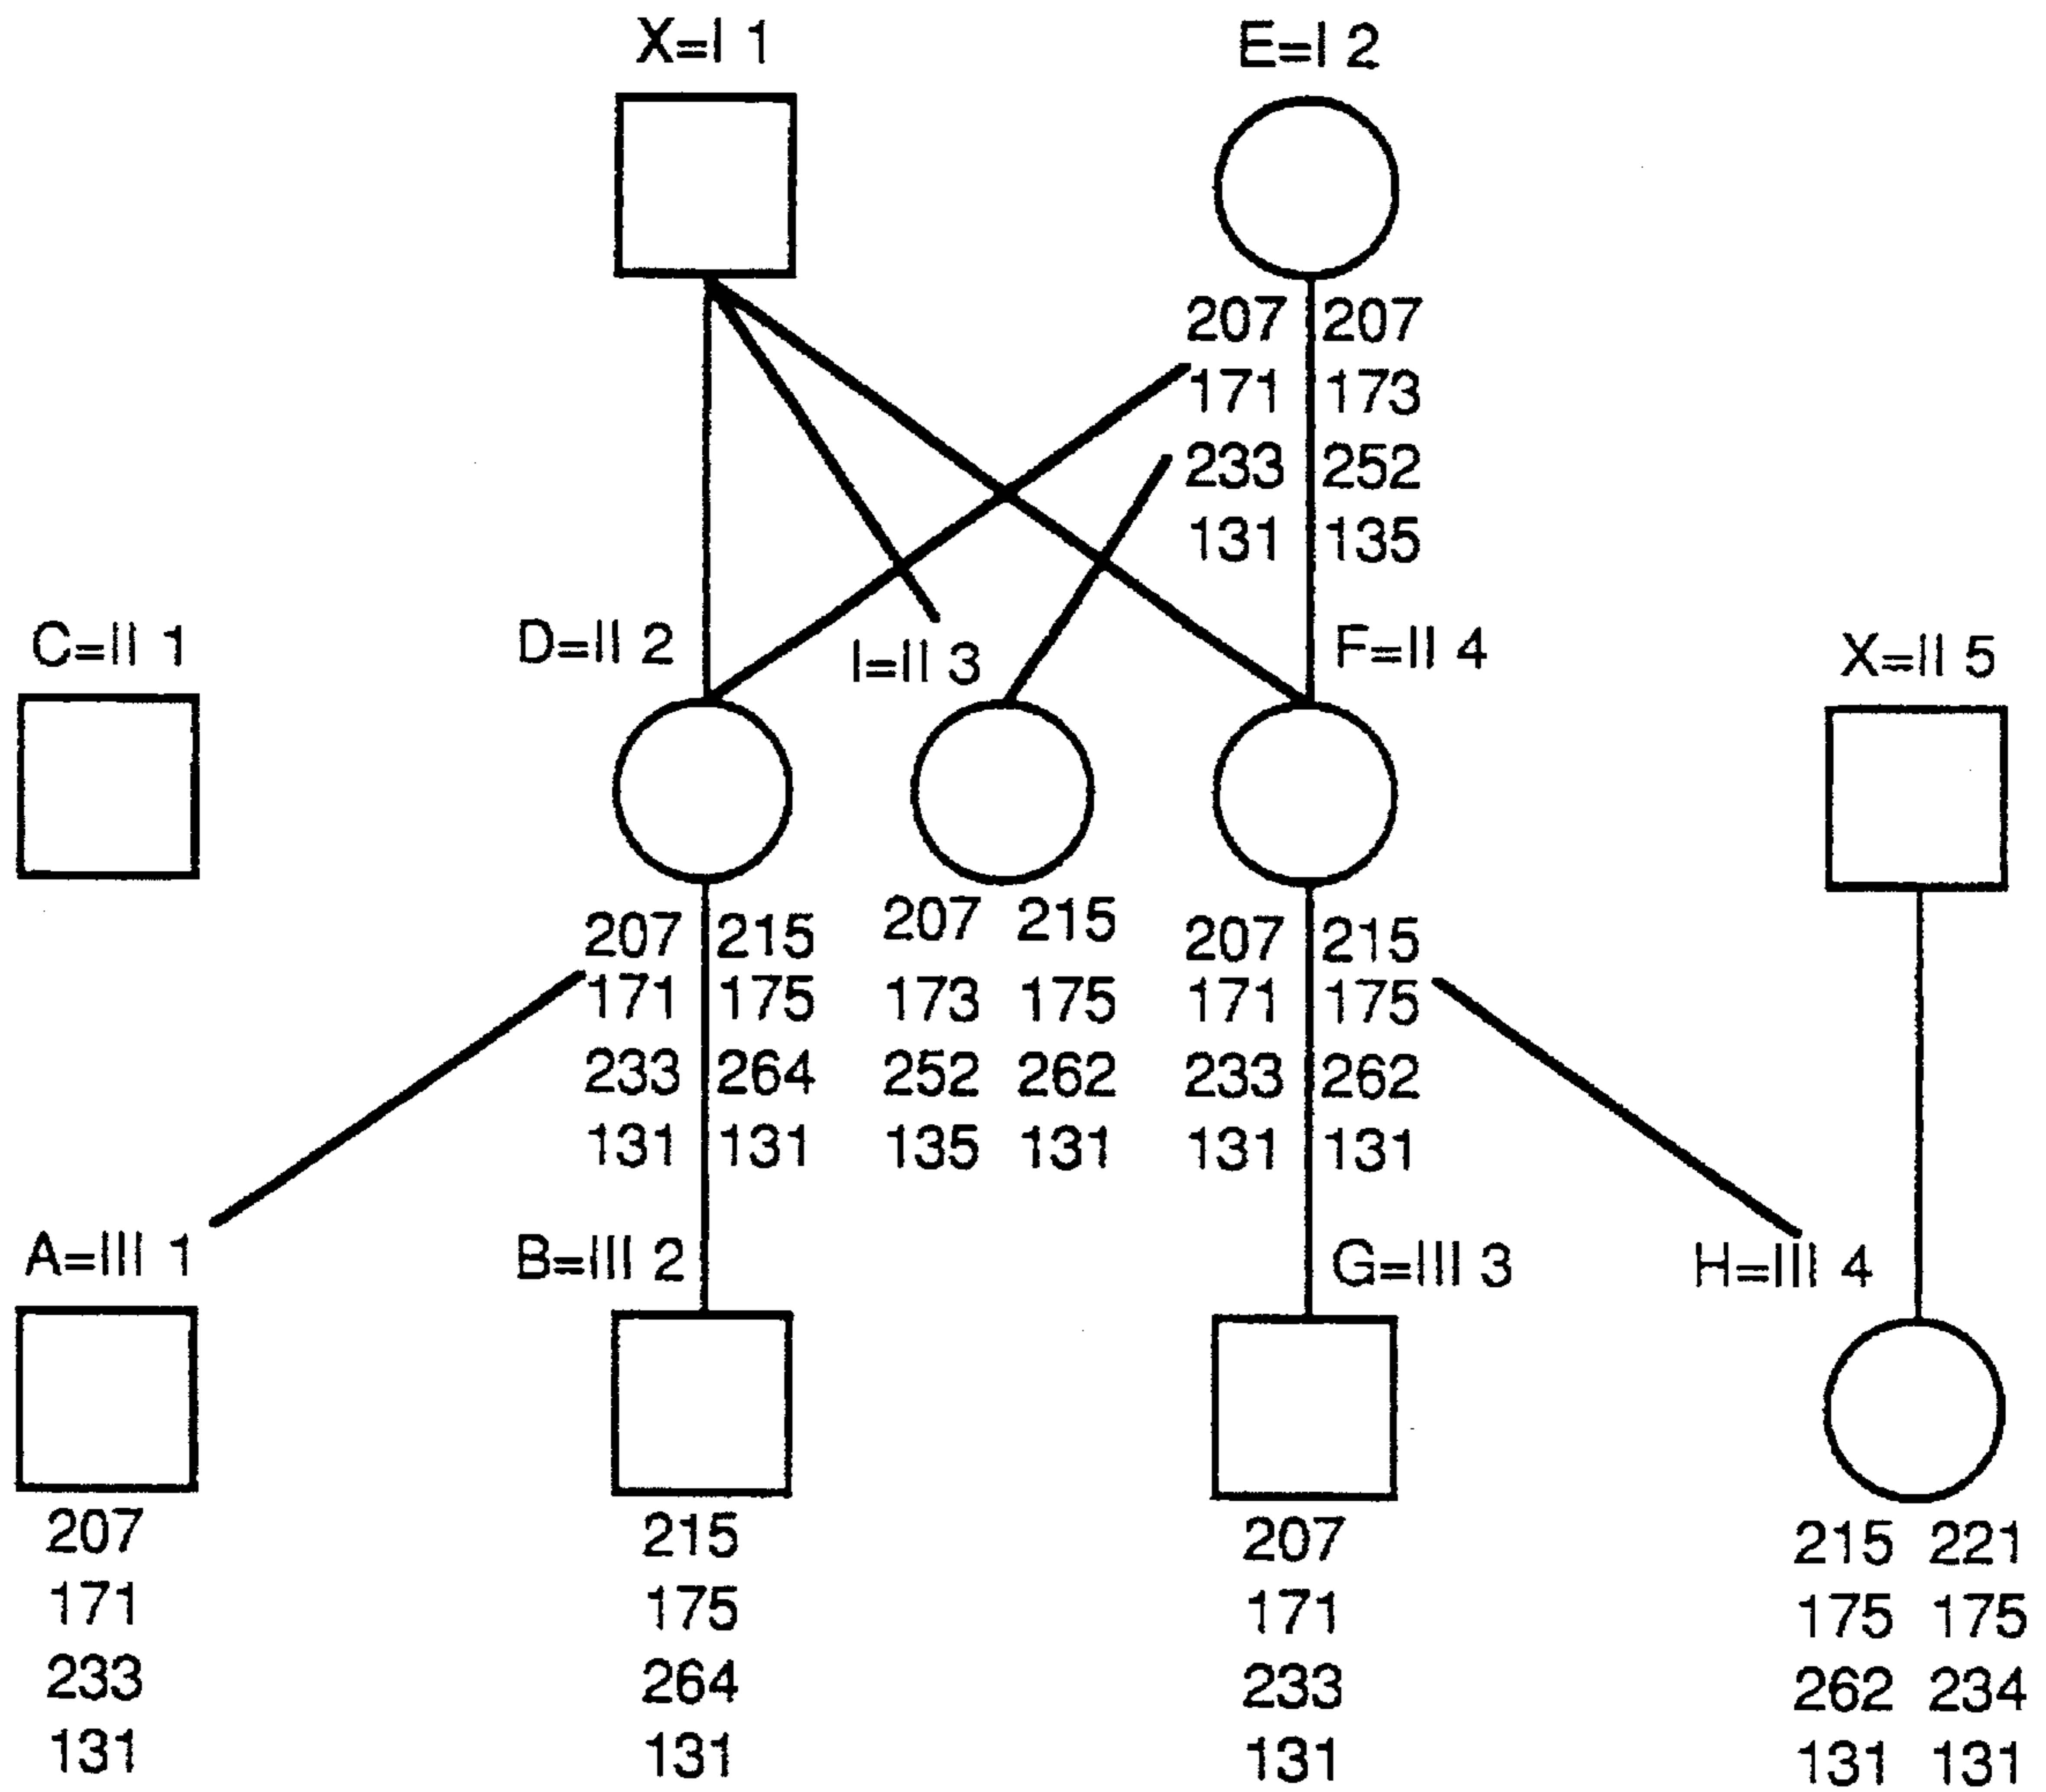 X=I 1 E=I 2
207 207
171 173
233 252
131 135
C=II 1 D=II 2 I=II 3 F=II 4 X=II 5
207 215 207 215 207 215
171 175 173 175 171 175
233 264 252 262 233 262
131 131 135 131 131 131
A=III 1 B=III 2 G=III 3 H=III 4
207 215 207 215 221
171 175 171 175 175
233 264 233 262 234
131 131 131 131 131